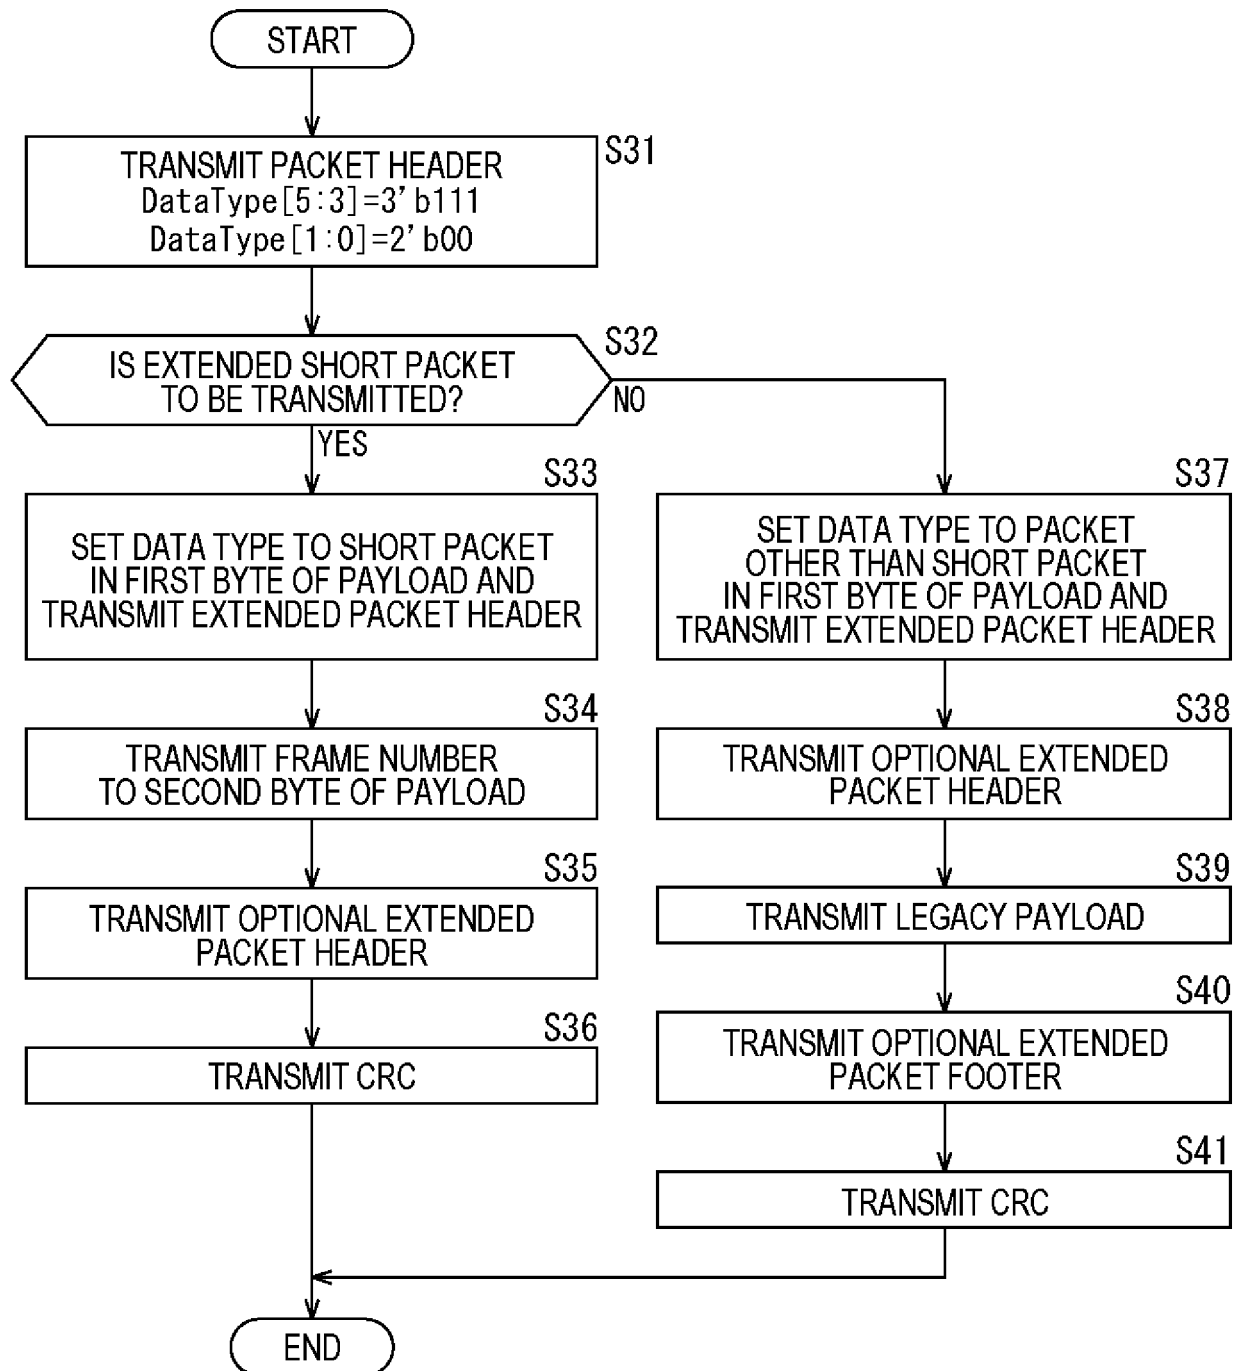 START
S31
TRANSMIT PACKET HEADER
DataType[5:3]=3'b111
DataType[1:0]=2'b00
S32
IS EXTENDED SHORT PACKET
TO BE TRANSMITTED?
NO
YES
S33
SET DATA TYPE TO SHORT PACKET
IN FIRST BYTE OF PAYLOAD AND
TRANSMIT EXTENDED PACKET HEADER
S34
TRANSMIT FRAME NUMBER
TO SECOND BYTE OF PAYLOAD
S35
TRANSMIT OPTIONAL EXTENDED
PACKET HEADER
S36
TRANSMIT CRC
S37
SET DATA TYPE TO PACKET
OTHER THAN SHORT PACKET
IN FIRST BYTE OF PAYLOAD AND
TRANSMIT EXTENDED PACKET HEADER
S38
TRANSMIT OPTIONAL EXTENDED
PACKET HEADER
S39
TRANSMIT LEGACY PAYLOAD
S40
TRANSMIT OPTIONAL EXTENDED
PACKET FOOTER
S41
TRANSMIT CRC
END